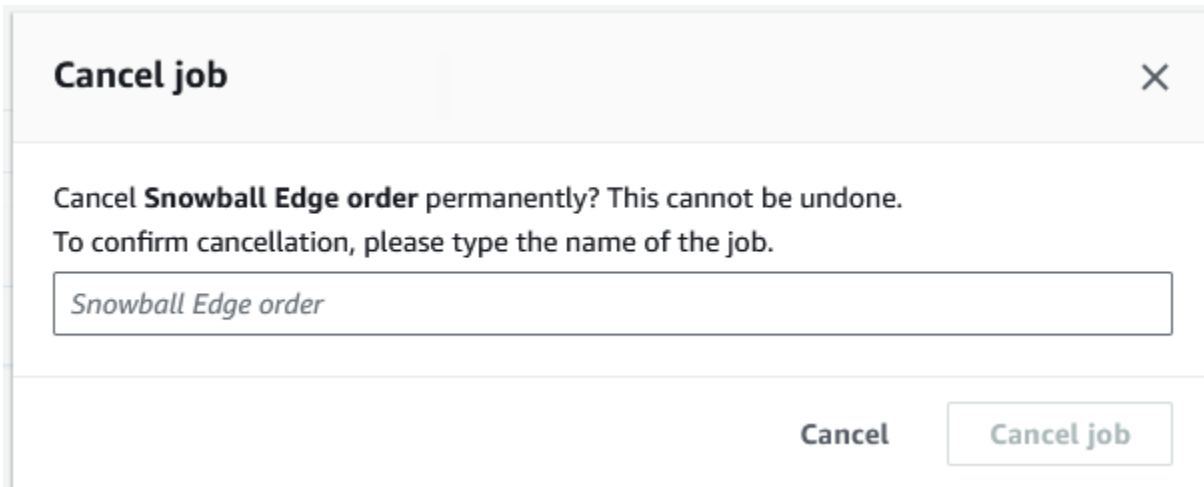 Cancel job
Cancel Snowball Edge order permanently? This cannot be undone.
To confirm cancellation, please type the name of the job.
Snowball Edge order
Cancel
Cancel job